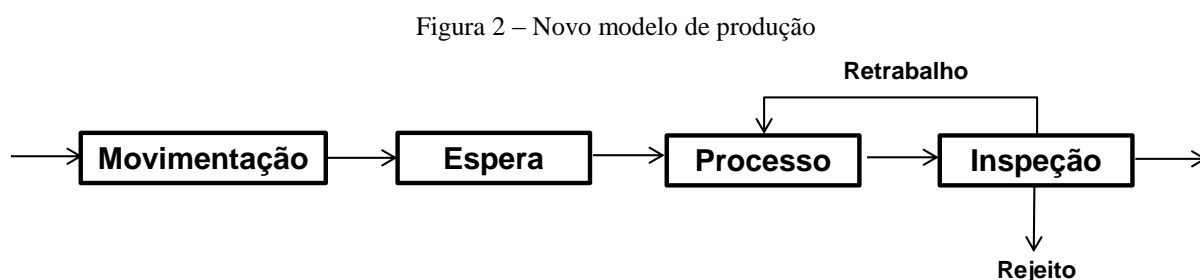 Figura 2 – Novo modelo de produção
Retrabalho
Movimentação
Espera
Processo
Inspeção
Rejeito